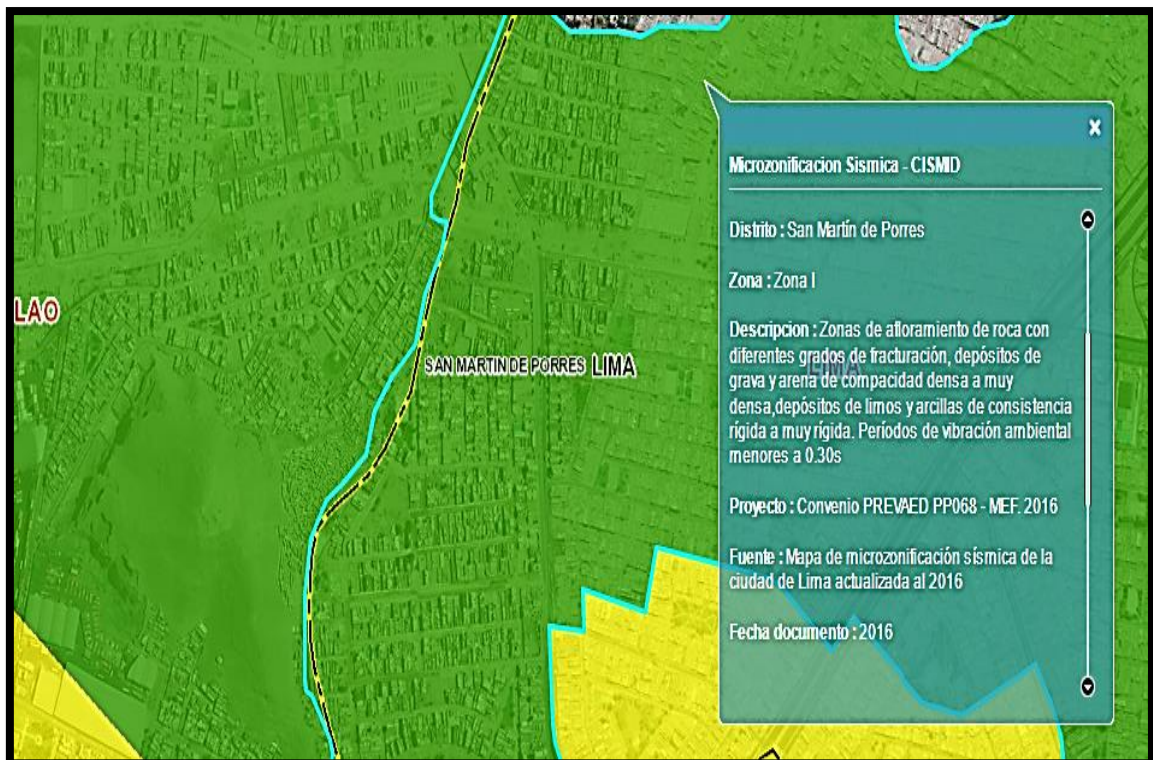 ×
Microzonificacion Sismica - CISMID
Distrito : San Martín de Porres
Zona : Zona I
Descripcion : Zonas de afloramiento de roca con
diferentes grados de fracturación, depósitos de
grava y arena de compacidad densa a muy
densa,depósitos de limos y arcillas de consistencia
rígida a muy rígida. Períodos de vibración ambiental
menores a 0.30s
Proyecto : Convenio PREVAED PP068 - MEF. 2016
Fuente : Mapa de microzonificación sísmica de la
ciudad de Lima actualizada al 2016
Fecha documento : 2016
LAO
SAN MARTIN DE PORRES LIMA
LIMA